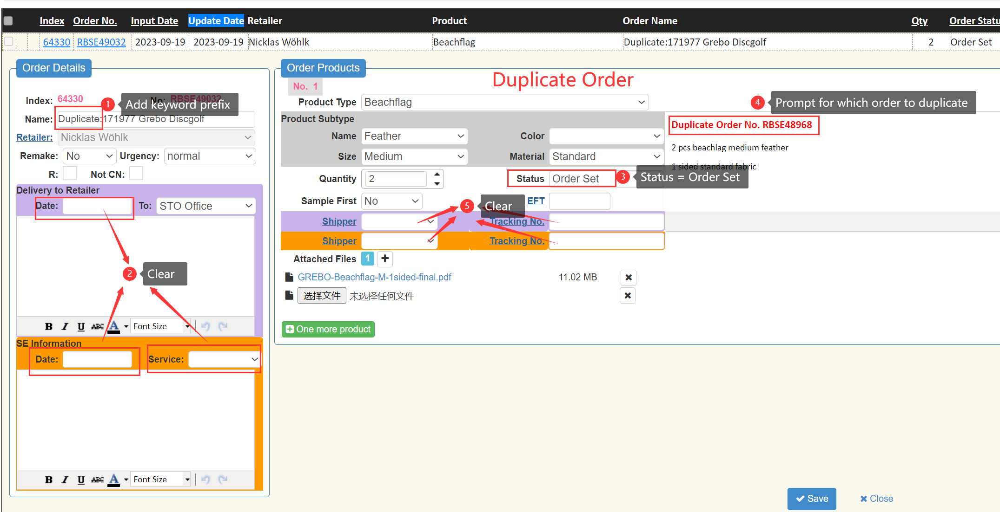 Index Order No. Input Date Update Date Retailer Product Order Name Qty Order Statu
64330 RBSE49032 2023-09-19 2023-09-19 Nicklas Wöhlk Beachflag Duplicate:171977 Grebo Discgolf 2 Order Set
Order Details
Index: 64330 No: RBSE49032
1 Add keyword prefix
Name: Duplicate:171977 Grebo Discgolf
Retailer: Nicklas Wöhlk
Remake: No Urgency: normal
R: Not CN:
Delivery to Retailer
Date: To: STO Office
2 Clear
B I U ABC A Font Size
SE Information
Date: Service:
B I U ABC A Font Size
Order Products
Duplicate Order
No. 1
Product Type Beachflag
4 Prompt for which order to duplicate
Product Subtype
Duplicate Order No. RBSE48968
Name Feather Color
2 pcs beachlag medium feather
Size Medium Material Standard
1 sided standard fabric
Quantity 2 Status Order Set 3 Status = Order Set
Sample First No 5 Clear EFT
Shipper Tracking No.
Shipper Tracking No.
Attached Files 1
GREBO-Beachflag-M-1sided-final.pdf 11.02 MB
选择文件 未选择任何文件
One more product
Save Close